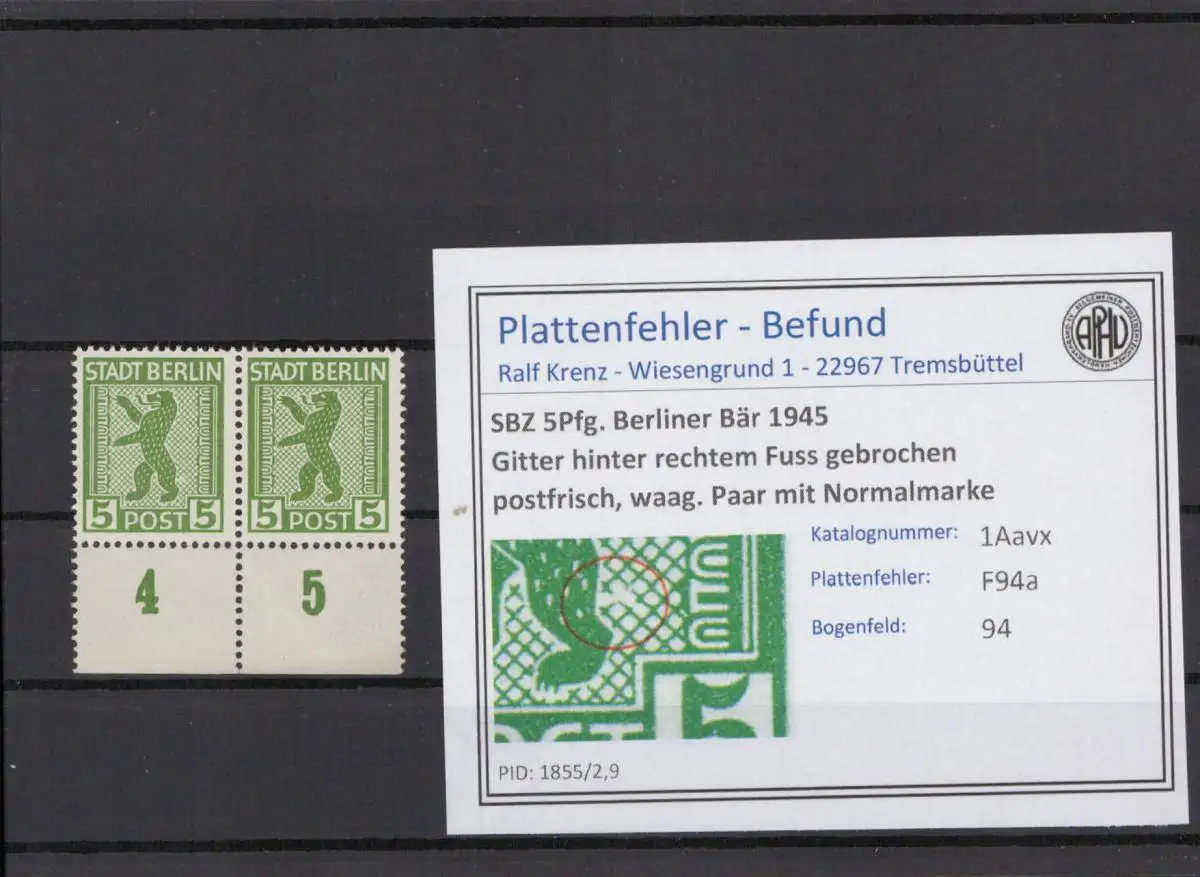 STADT BERLIN
5 POST 5
4
STADT BERLIN
5 POST 5
5
Plattenfehler - Befund
Ralf Krenz - Wiesengrund 1 - 22967 Tremsbüttel
APHV
SBZ 5Pfg. Berliner Bär 1945
Gitter hinter rechtem Fuss gebrochen
postfrisch, waag. Paar mit Normalmarke
Katalognummer: 1Aavx
Plattenfehler: F94a
Bogenfeld: 94
5
PID: 1855/2,9